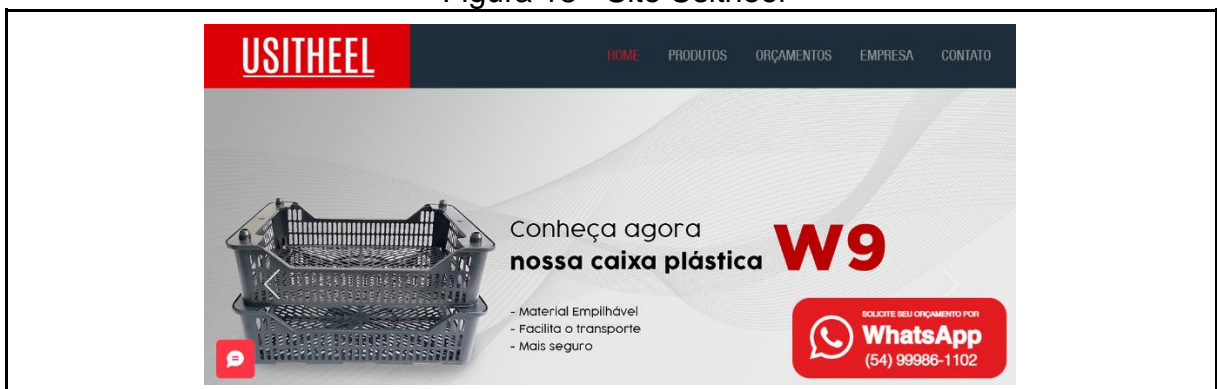 USITHEEL
HOME PRODUTOS ORÇAMENTOS EMPRESA CONTATO
Conheça agora
nossa caixa plástica W9
- Material Empilhável
- Facilita o transporte
- Mais seguro
SOLICITE SEU ORÇAMENTO POR
WhatsApp
(54) 99986-1102